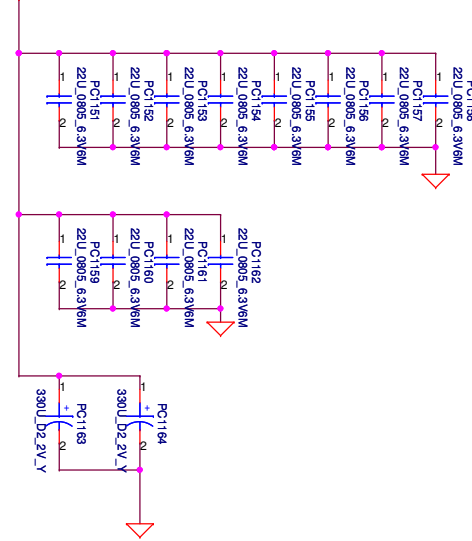 1 1 1 1 1 1 1 1
PC1151
22U_0805_6.3V6M
PC1152
22U_0805_6.3V6M
PC1153
22U_0805_6.3V6M
PC1154
22U_0805_6.3V6M
PC1155
22U_0805_6.3V6M
PC1156
22U_0805_6.3V6M
PC1157
22U_0805_6.3V6M
PC1158
22U_0805_6.3V6M
2 2 2 2 2 2 2 2
1 1 1 1
PC1159
22U_0805_6.3V6M
PC1160
22U_0805_6.3V6M
PC1161
22U_0805_6.3V6M
PC1162
22U_0805_6.3V6M
2 2 2 2
1 1
+ +
PC1163
330U_D2_2V_Y
PC1164
330U_D2_2V_Y
2 2